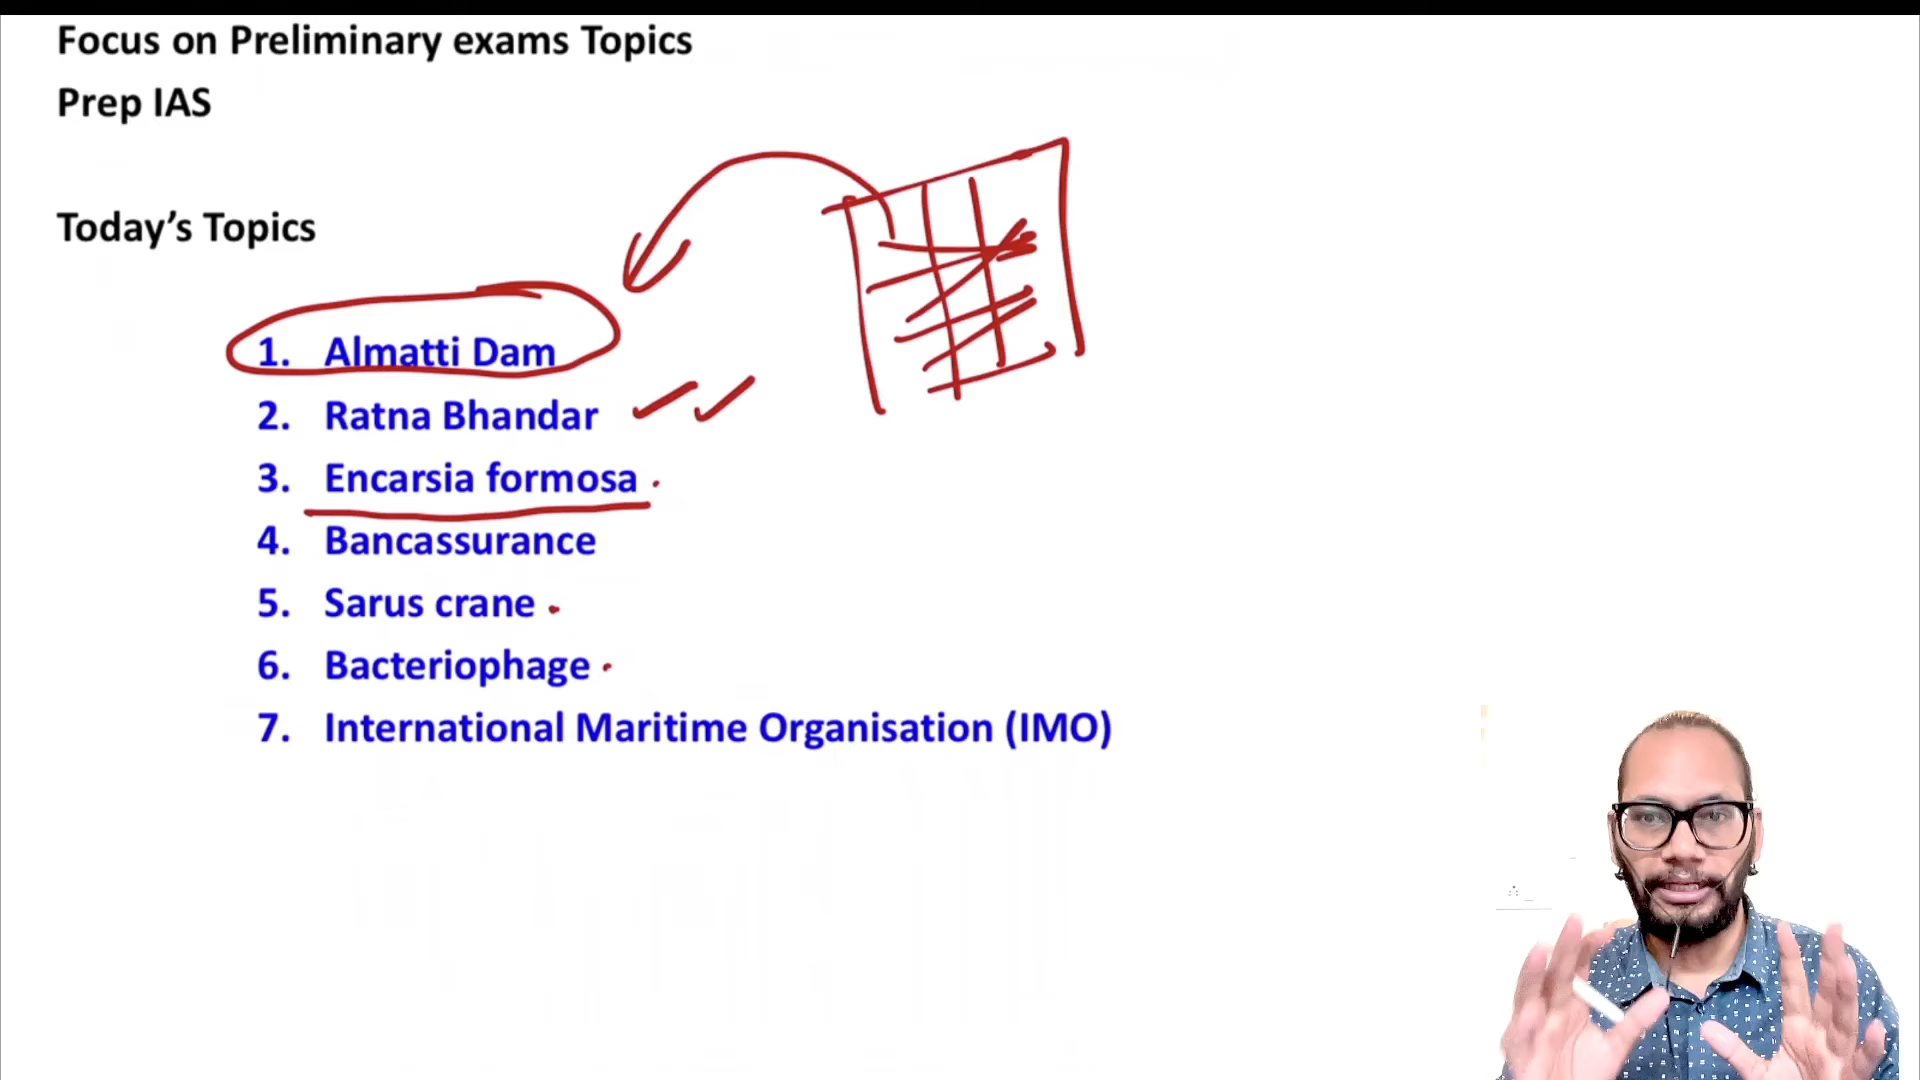 Focus on Preliminary exams Topics
Prep IAS
Today’s Topics
1. Almatti Dam
2. Ratna Bhandar
3. Encarsia formosa
4. Bancassurance
5. Sarus crane
6. Bacteriophage
7. International Maritime Organisation (IMO)